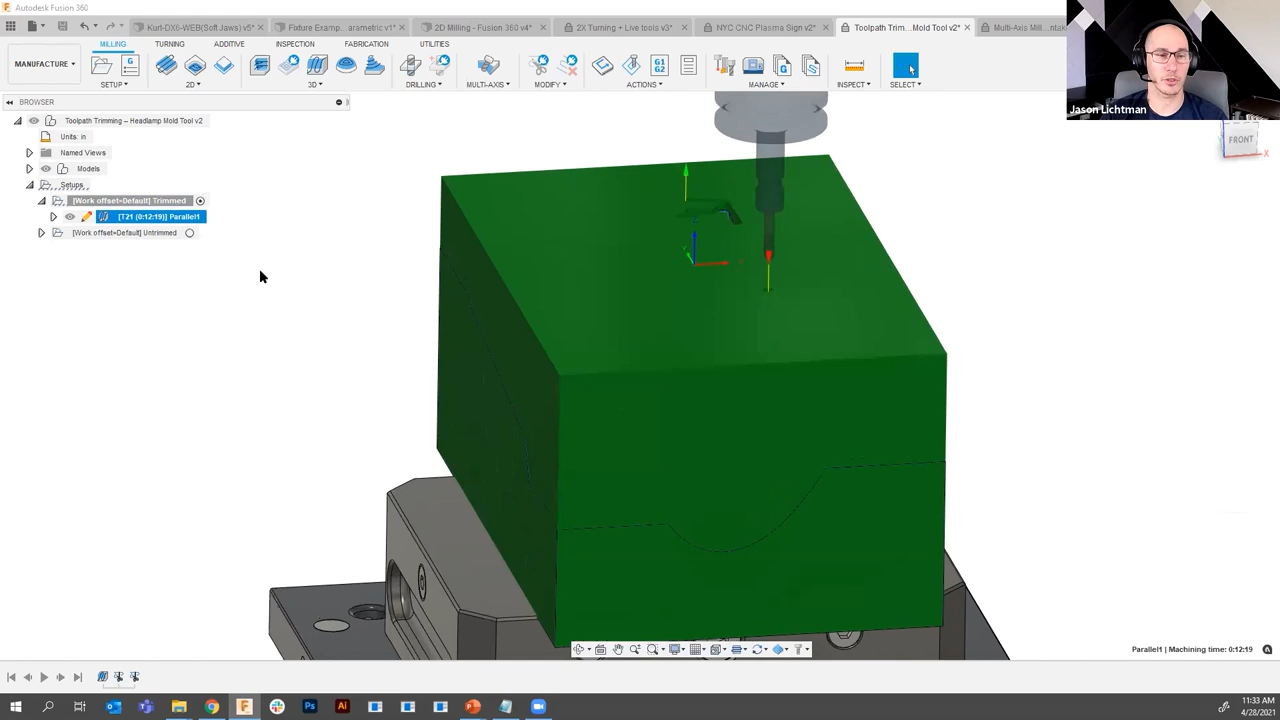 Autodesk Fusion 360
Kurt-DX6-WEB(Soft Jaws) v5*
Fixture Examp...arametric v1*
2D Milling - Fusion 360 v4*
2X Turning + Live tools v3*
NYC CNC Plasma Sign v2*
Toolpath Trim...Mold Tool v2*
Multi-Axis Mill...
MILLING
TURNING
ADDITIVE
INSPECTION
FABRICATION
UTILITIES
MANUFACTURE
SETUP
2D
3D
DRILLING
MULTI-AXIS
MODIFY
ACTIONS
MANAGE
INSPECT
SELECT
G1
G2
BROWSER
Toolpath Trimming – Headlamp Mold Tool v2
Units: in
Named Views
Models
Setups
[Work offset=Default] Trimmed
[T21 (0:12:19)] Parallel1
[Work offset=Default] Untrimmed
Jason Lichtman
FRONT
X
Parallel1 | Machining time: 0:12:19
11:33 AM
4/28/2021